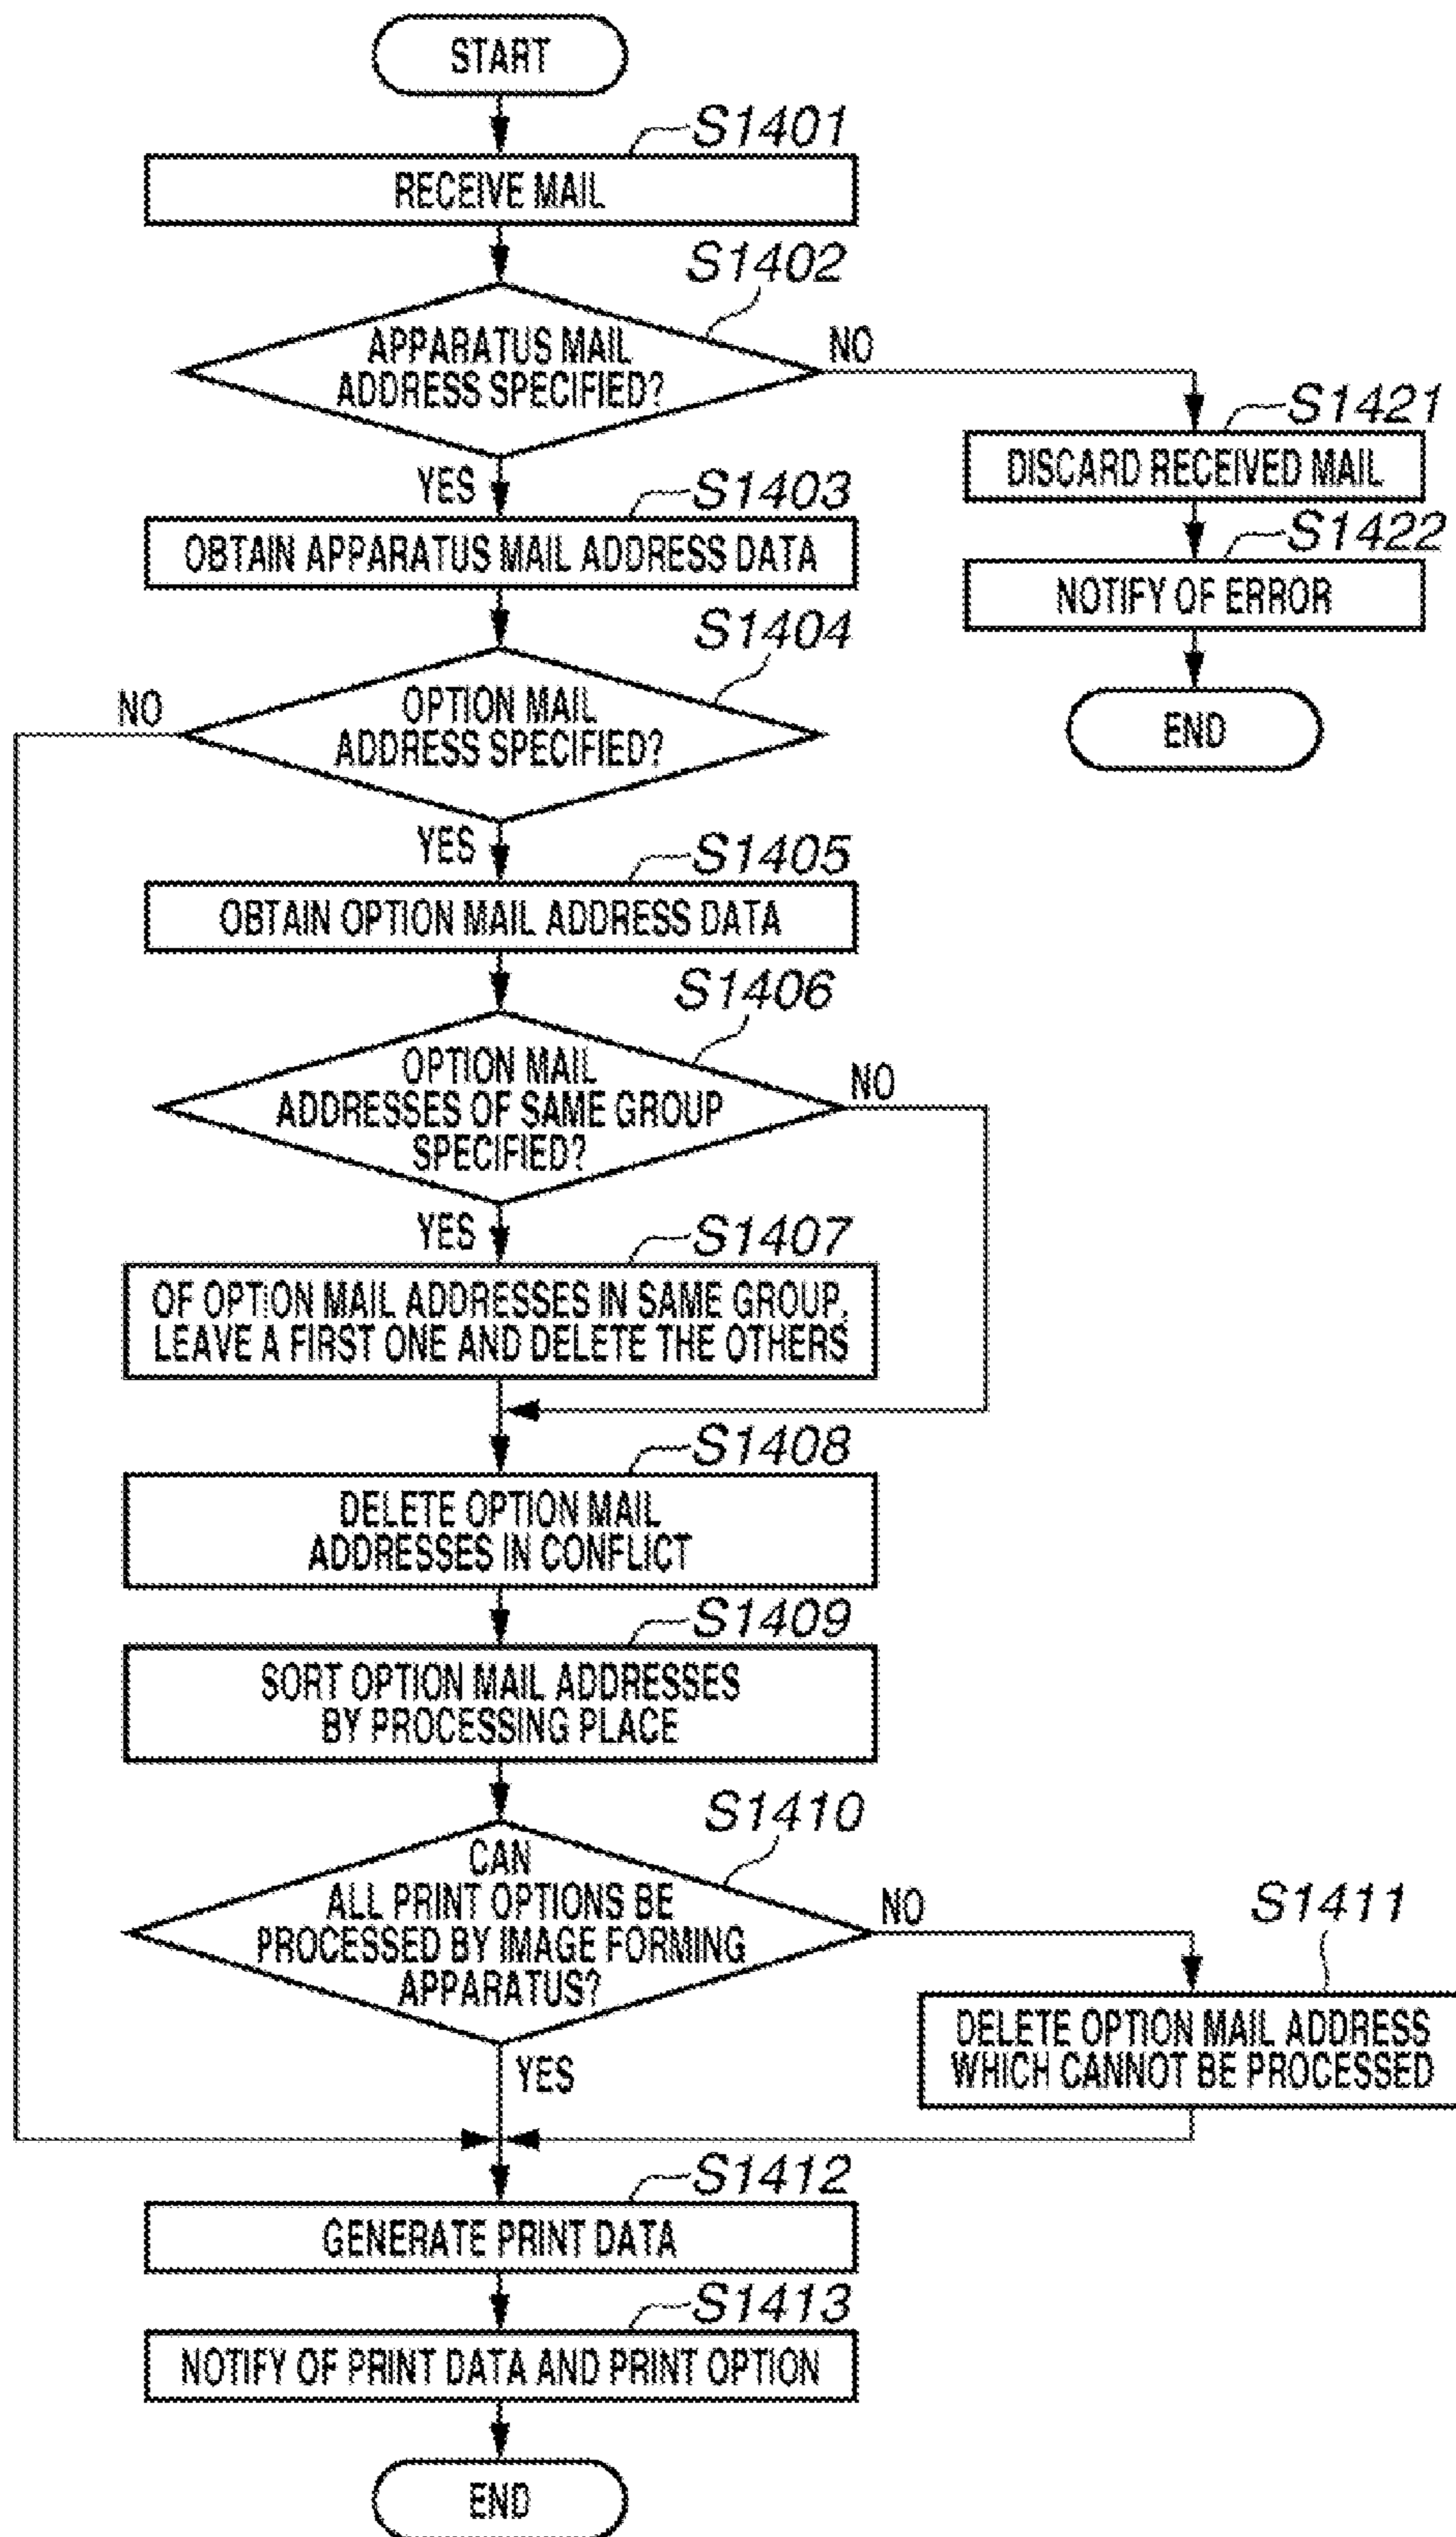 START
S1401
RECEIVE MAIL
S1402
APPARATUS MAIL
ADDRESS SPECIFIED?
NO
YES
S1421
DISCARD RECEIVED MAIL
S1422
NOTIFY OF ERROR
END
S1403
OBTAIN APPARATUS MAIL ADDRESS DATA
S1404
OPTION MAIL
ADDRESS SPECIFIED?
NO
YES
S1405
OBTAIN OPTION MAIL ADDRESS DATA
S1406
OPTION MAIL
ADDRESSES OF SAME GROUP
SPECIFIED?
NO
YES
S1407
OF OPTION MAIL ADDRESSES IN SAME GROUP,
LEAVE A FIRST ONE AND DELETE THE OTHERS
S1408
DELETE OPTION MAIL
ADDRESSES IN CONFLICT
S1409
SORT OPTION MAIL ADDRESSES
BY PROCESSING PLACE
S1410
CAN
ALL PRINT OPTIONS BE
PROCESSED BY IMAGE FORMING
APPARATUS?
NO
YES
S1411
DELETE OPTION MAIL ADDRESS
WHICH CANNOT BE PROCESSED
S1412
GENERATE PRINT DATA
S1413
NOTIFY OF PRINT DATA AND PRINT OPTION
END